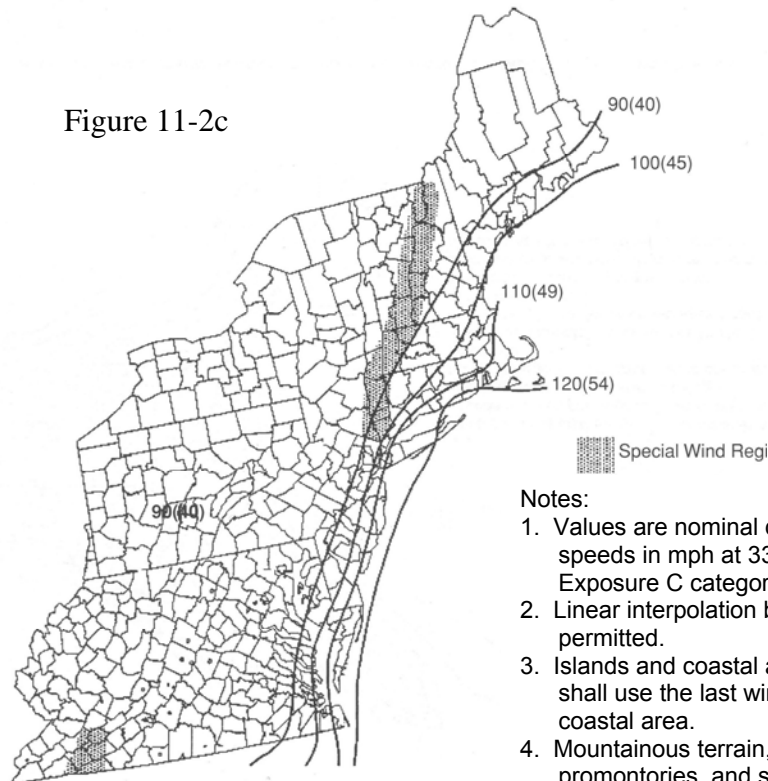 Figure 11-2c
90(40)
100(45)
110(49)
120(54)
90(40)
Special Wind Regi
Notes:
1. Values are nominal
speeds in mph at 33
Exposure C categor
2. Linear interpolation b
permitted.
3. Islands and coastal a
shall use the last win
coastal area.
4. Mountainous terrain,
promontories, and s